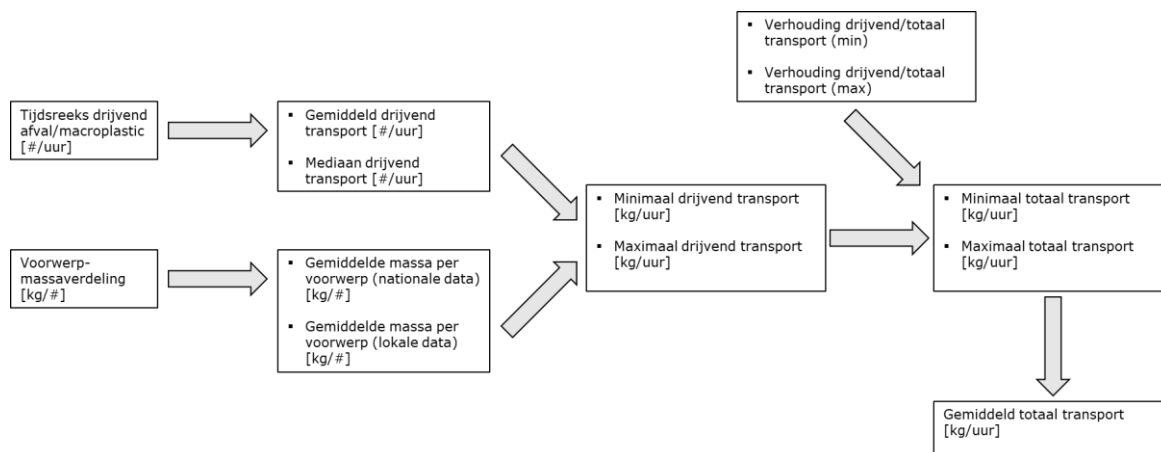 ▪ Verhouding drijvend/totaal
transport (min)
▪ Verhouding drijvend/totaal
transport (max)
Tijdsreeks drijvend
afval/macroplastic
[#/uur]
▪ Gemiddeld drijvend
transport [#/uur]
▪ Mediaan drijvend
transport [#/uur]
Voorwerp-
massaverdeling
[kg/#]
▪ Gemiddelde massa per
voorwerp (nationale data)
[kg/#]
▪ Gemiddelde massa per
voorwerp (lokale data)
[kg/#]
▪ Minimaal drijvend transport
[kg/uur]
▪ Maximaal drijvend transport
[kg/uur]
▪ Minimaal totaal transport
[kg/uur]
▪ Maximaal totaal transport
[kg/uur]
Gemiddeld totaal transport
[kg/uur]